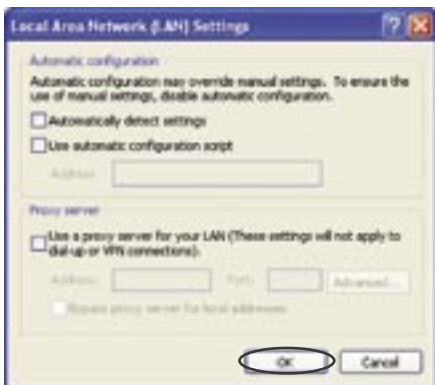 Local Area Network (LAN) Settings
Automatic configuration
Automatic configuration may override manual settings. To ensure the
use of manual settings, disable automatic configuration.
Automatically detect settings
Use automatic configuration script
Address
Proxy server
Use a proxy server for your LAN (These settings will not apply to
dial-up or VPN connections).
Address: Port: Advanced...
Bypass proxy server for local addresses
OK Cancel